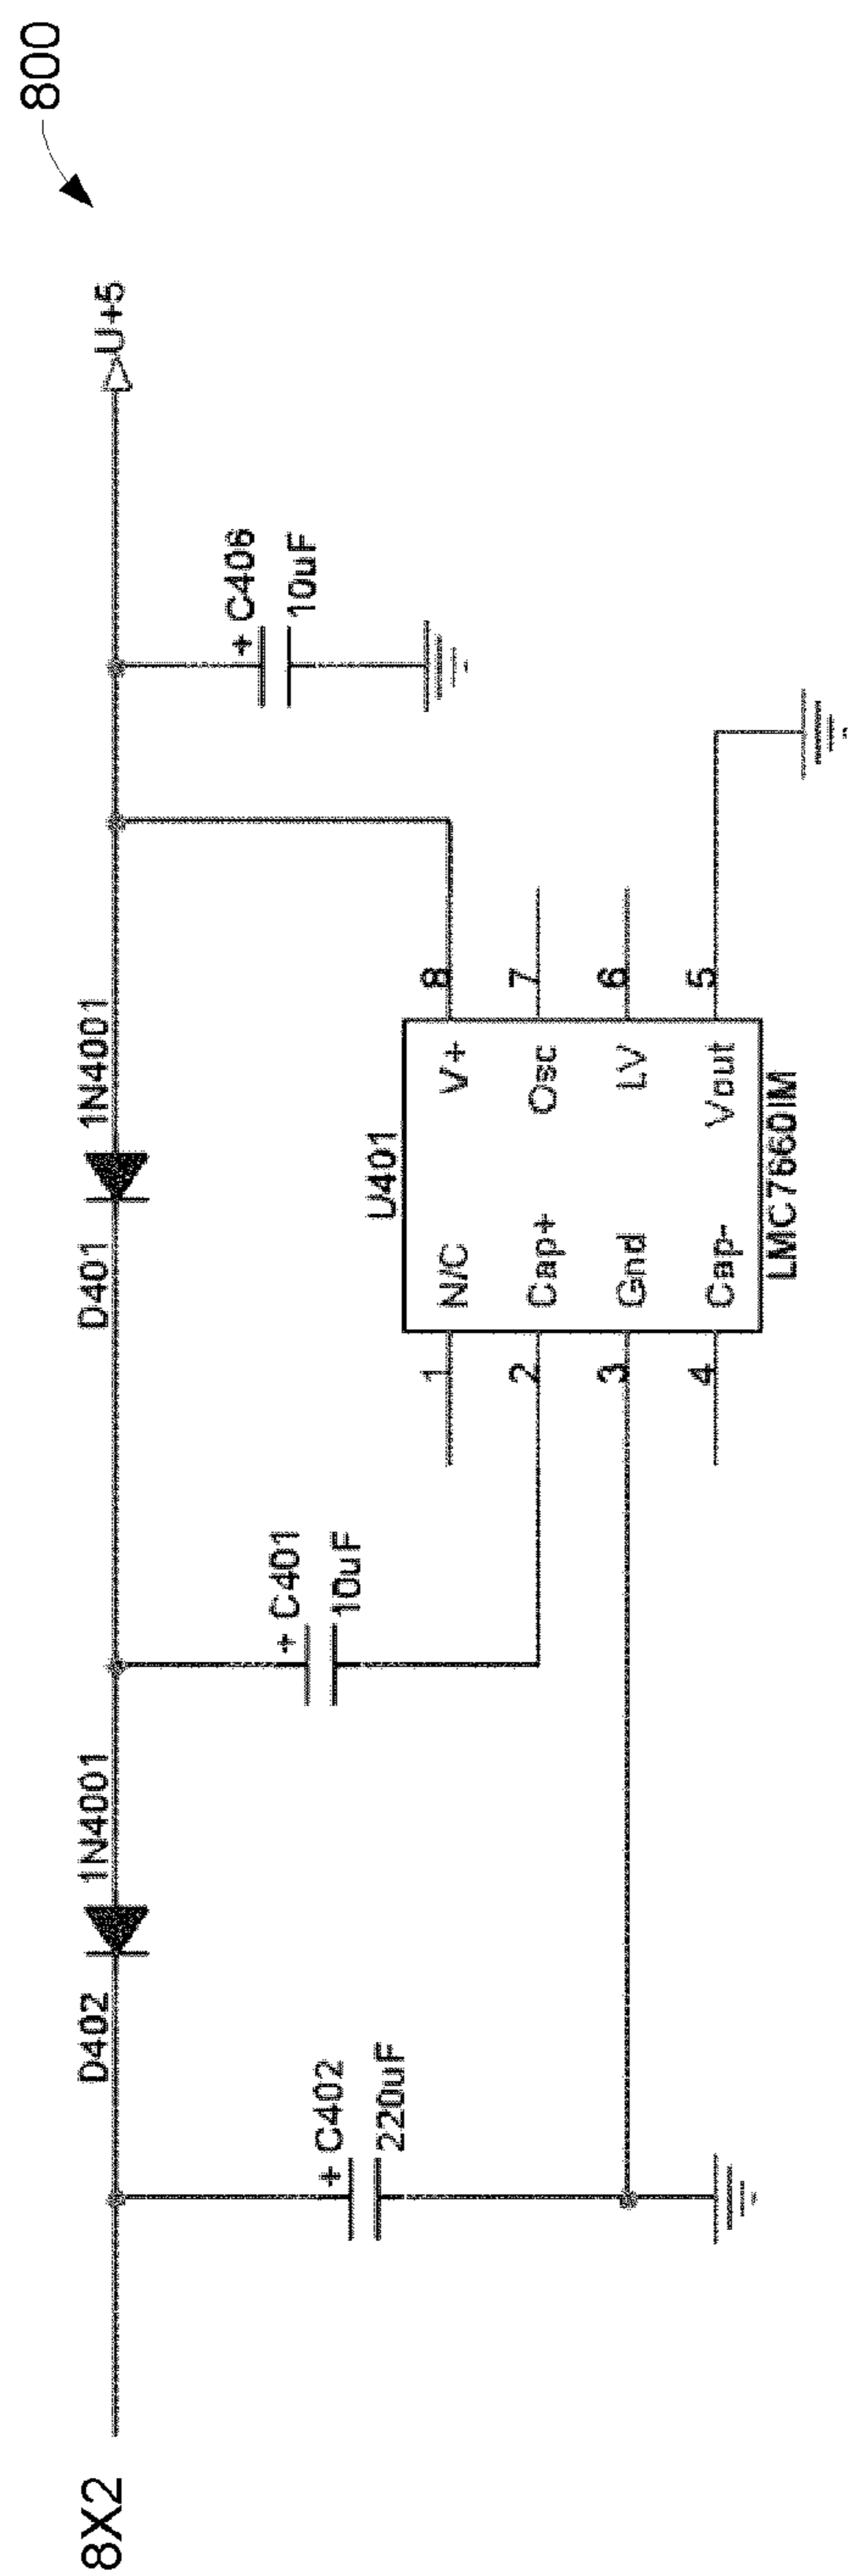 800
U+5
C406
+
10uF
1N4001
D401
U401
8
7
6
5
V+
Osc
LV
Vout
N/C
Cap+
Gnd
Cap-
LMC7660IM
1
2
3
4
+ C401
10uF
1N4001
D402
+ C402
220uF
8X2